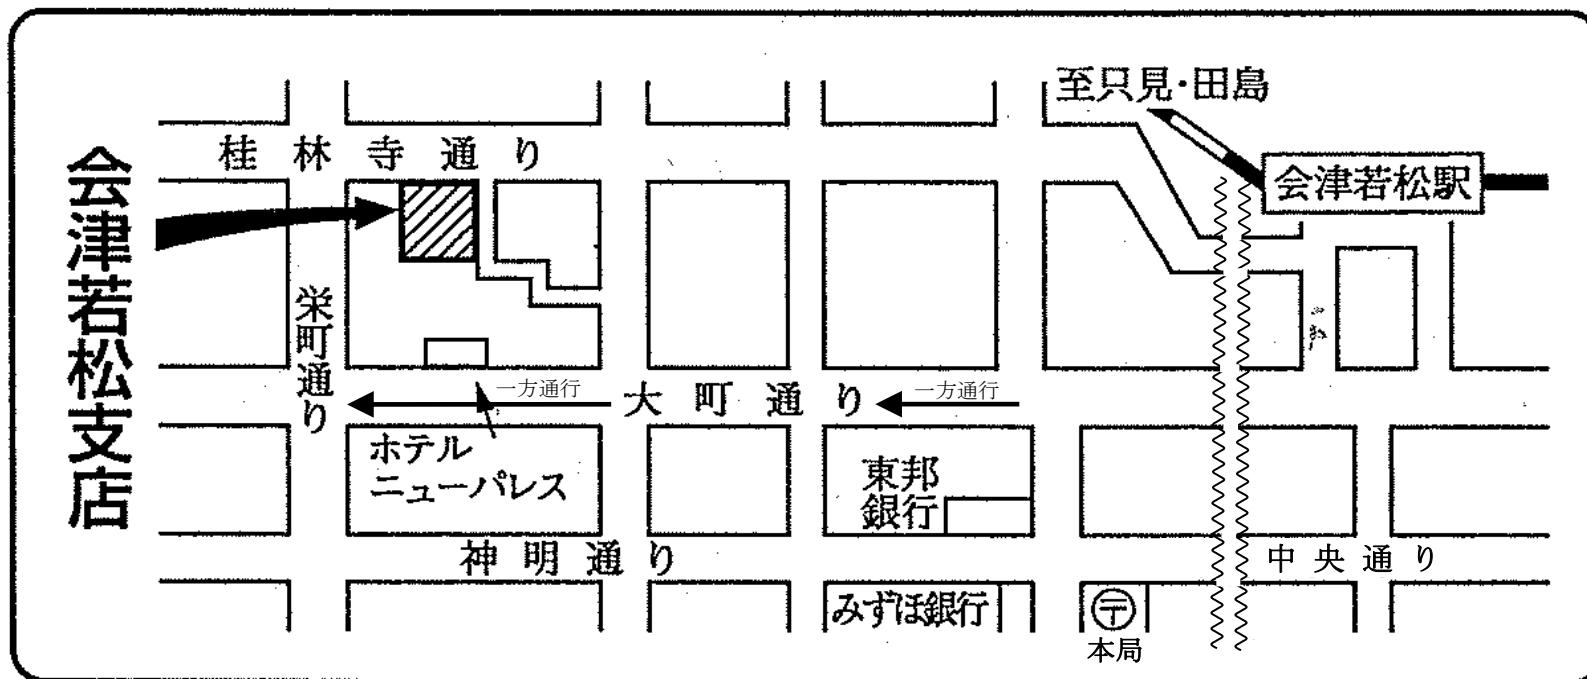 会津若松支店
至只見・田島
会津若松駅
桂林寺通り
栄町通り
一方通行
大町通り
一方通行
ホテル
ニューパレス
東邦
銀行
神明通り
中央通り
みずほ銀行
〒
本局